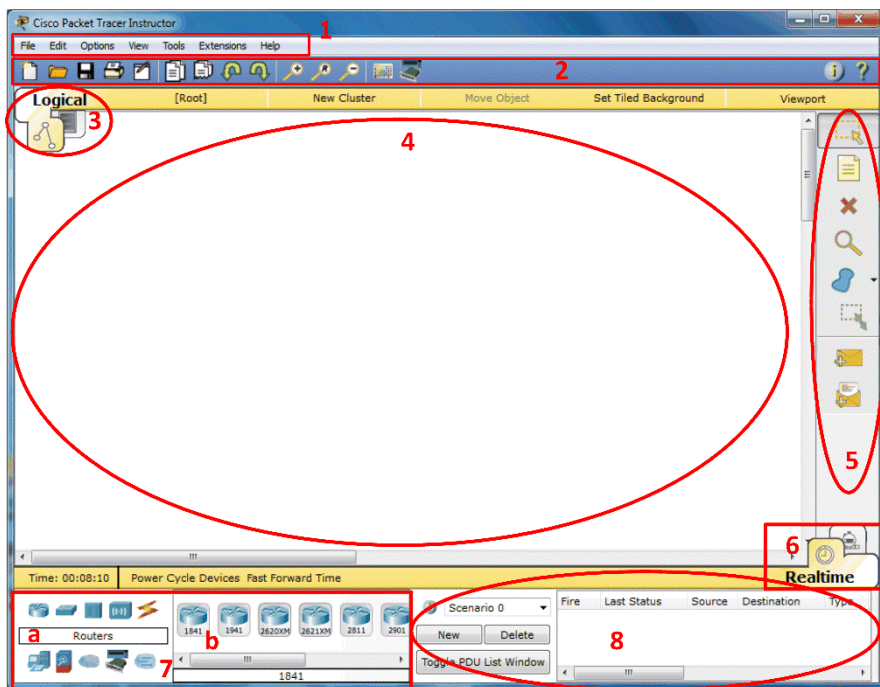 Cisco Packet Tracer Instructor
1
File Edit Options View Tools Extensions Help
2
Logical [Root] New Cluster Move Object Set Tiled Background Viewport
3
4
5
6
Time: 00:08:10 Power Cycle Devices Fast Forward Time Realtime
a
Routers
7
b
1841 1941 2620XM 2621XM 2811 2901
1841
Scenario 0
New Delete
Toggle PDU List Window
Fire Last Status Source Destination Type
8